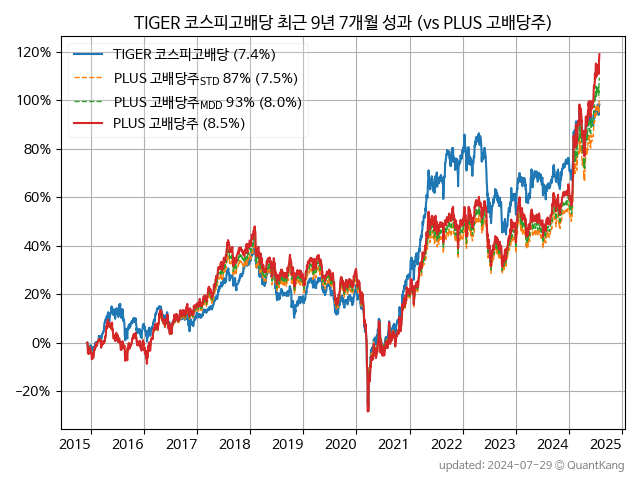 TIGER 코스피고배당 최근 9년 7개월 성과 (vs PLUS 고배당주)
120%
100%
80%
60%
40%
20%
0%
−20%
TIGER 코스피고배당 (7.4%)
PLUS 고배당주STD 87% (7.5%)
PLUS 고배당주MDD 93% (8.0%)
PLUS 고배당주 (8.5%)
2015 2016 2017 2018 2019 2020 2021 2022 2023 2024 2025
updated: 2024-07-29 © QuantKang